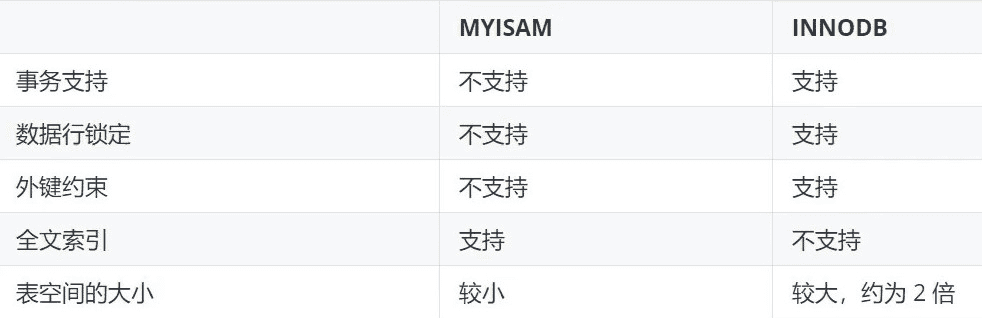 MYISAM INNODB
事务支持 不支持 支持
数据行锁定 不支持 支持
外键约束 不支持 支持
全文索引 支持 不支持
表空间的大小 较小 较大，约为 2 倍